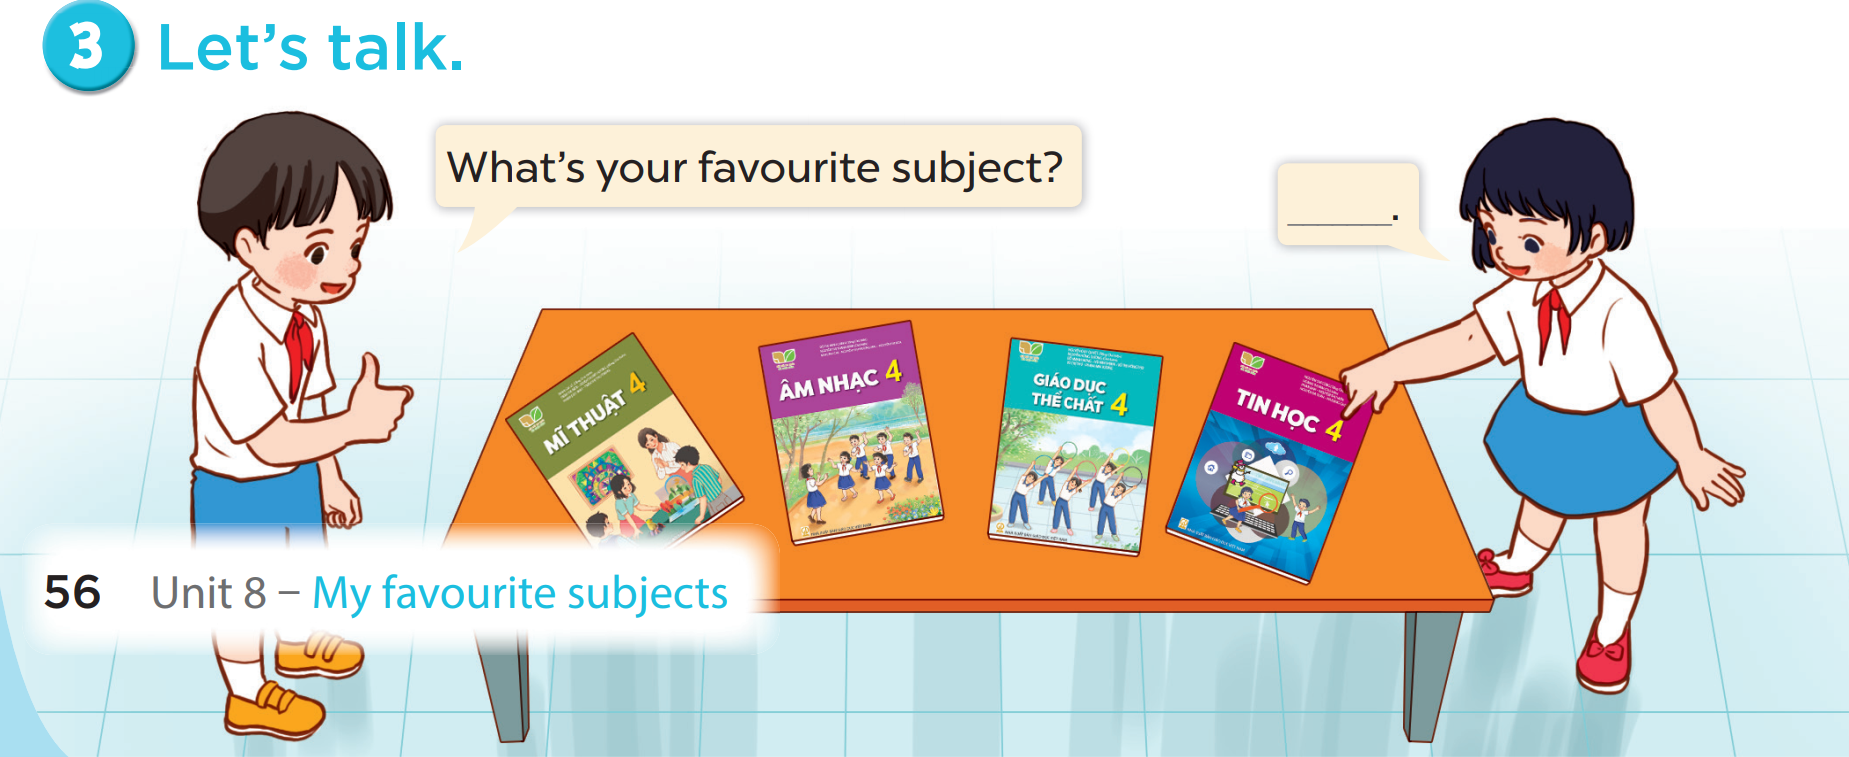 3 Let's talk.
What's your favourite subject?
______.
MĨ THUẬT 4
ÂM NHẠC 4
GIÁO DỤC
THỂ CHẤT 4
TIN HỌC 4
56 Unit 8 – My favourite subjects